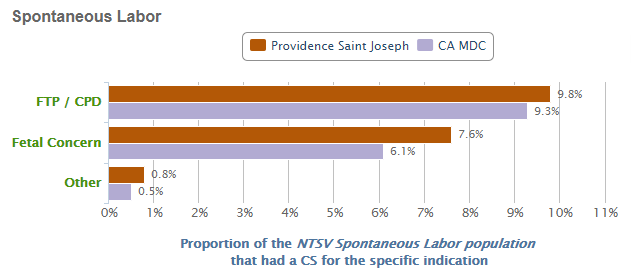 Spontaneous Labor
Providence Saint Joseph CA MDC
FTP / CPD
9.8%
9.3%
Fetal Concern
7.6%
6.1%
Other
0.8%
0.5%
0% 1% 2% 3% 4% 5% 6% 7% 8% 9% 10% 11%
Proportion of the NTSV Spontaneous Labor population
that had a CS for the specific indication